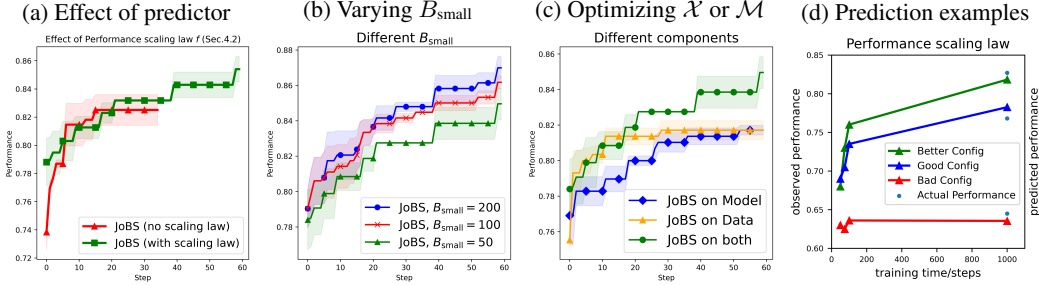 (a) Effect of predictor
Effect of Performance scaling law f (Sec.4.2)
0.86
0.84
0.82
0.80
0.78
0.76
0.74
0.72
Performance
0
10
20
30
40
50
60
Step
JoBS (no scaling law)
JoBS (with scaling law)
(b) Varying B_small
Different B_small
0.88
0.86
0.84
0.82
0.80
0.78
Performance
0
10
20
30
40
50
60
Step
JoBS, B_small = 200
JoBS, B_small = 100
JoBS, B_small = 50
(c) Optimizing 𝒳 or ℳ
Different components
0.86
0.84
0.82
0.80
0.78
0.76
Performance
0
10
20
30
40
50
60
Step
JoBS on Model
JoBS on Data
JoBS on both
(d) Prediction examples
Performance scaling law
0.85
0.80
0.75
0.70
0.65
0.60
observed performance
predicted performance
0
200
400
600
800
1000
training time/steps
Better Config
Good Config
Bad Config
Actual Performance